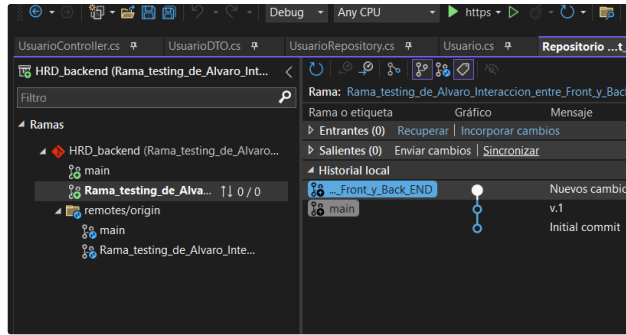 Debug Any CPU https
UsuarioController.cs UsuarioDTO.cs UsuarioRepository.cs Usuario.cs Repositorio ...t_
HRD_backend (Rama_testing_de_Alvaro_Int...
Filtro
Ramas
HRD_backend (Rama_testing_de_Alvaro...
main
Rama_testing_de_Alva... 0 / 0
remotes/origin
main
Rama_testing_de_Alvaro_Inte...
Rama: Rama_testing_de_Alvaro_Interaccion_entre_Front_y_Bac
Rama o etiqueta Gráfico Mensaje
Entrantes (0) Recuperar | Incorporar cambios
Salientes (0) Enviar cambios | Sincronizar
Historial local
..._Front_y_Back_END Nuevos cambio
main v.1
Initial commit